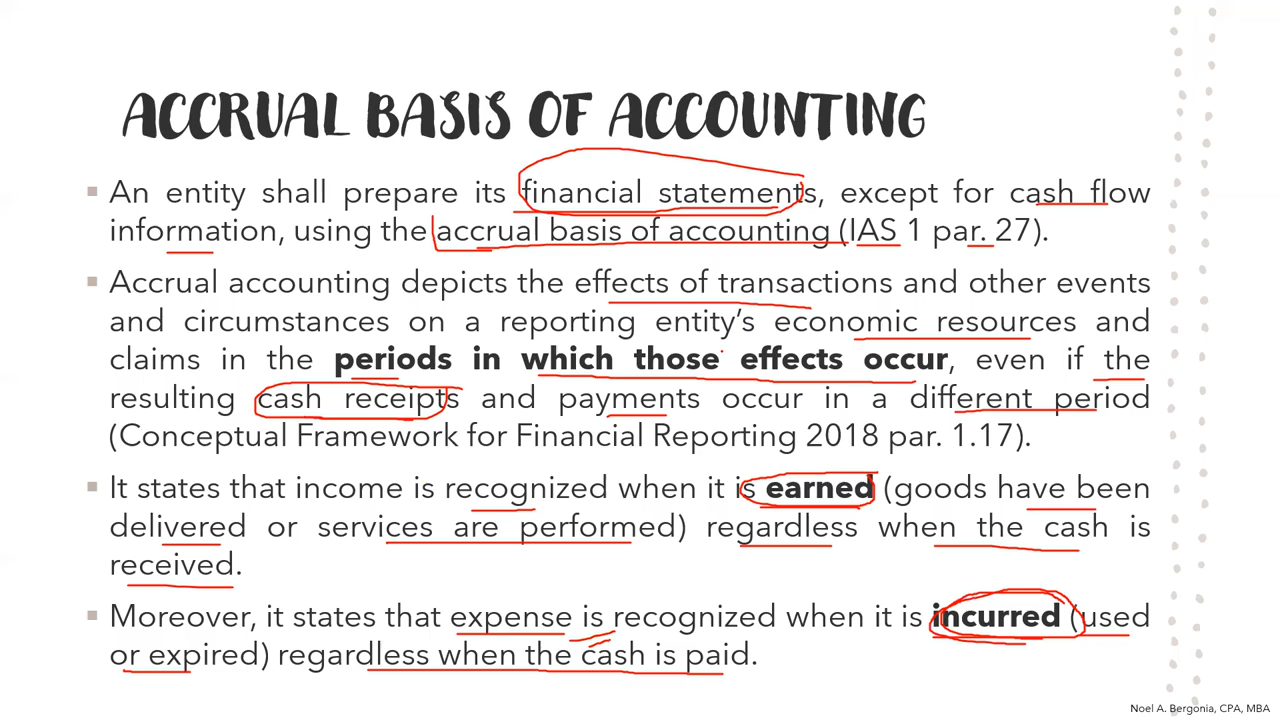 ACCRUAL BASIS OF ACCOUNTING
▪ An entity shall prepare its financial statements, except for cash flow
information, using the accrual basis of accounting (IAS 1 par. 27).
▪ Accrual accounting depicts the effects of transactions and other events
and circumstances on a reporting entity’s economic resources and
claims in the periods in which those effects occur, even if the
resulting cash receipts and payments occur in a different period
(Conceptual Framework for Financial Reporting 2018 par. 1.17).
▪ It states that income is recognized when it is earned (goods have been
delivered or services are performed) regardless when the cash is
received.
▪ Moreover, it states that expense is recognized when it is incurred (used
or expired) regardless when the cash is paid.
Noel A. Bergonia, CPA, MBA